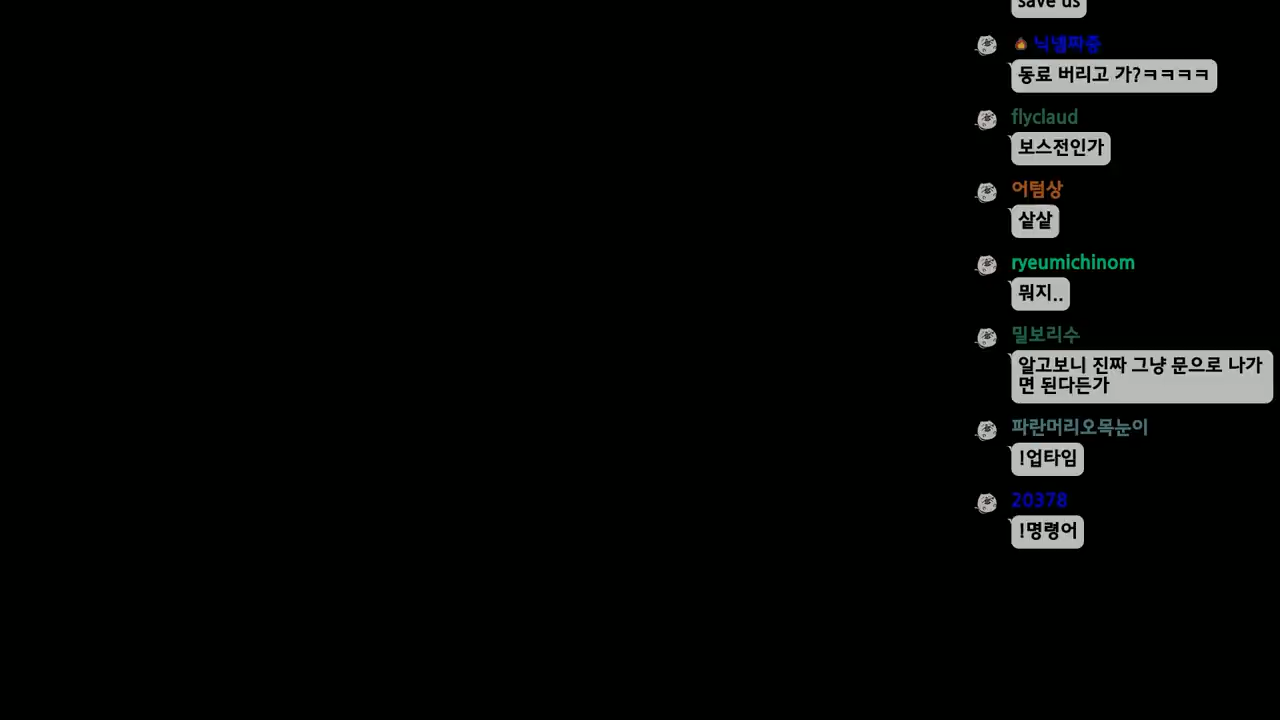 save us
닉넴짜증
동료 버리고 가?ㅋㅋㅋㅋ
flyclaud
보스전인가
어텀상
샅샅
ryeumichinom
뭐지..
밀보리수
알고보니 진짜 그냥 문으로 나가
면 된다든가
파란머리오목눈이
!업타임
20378
!명령어